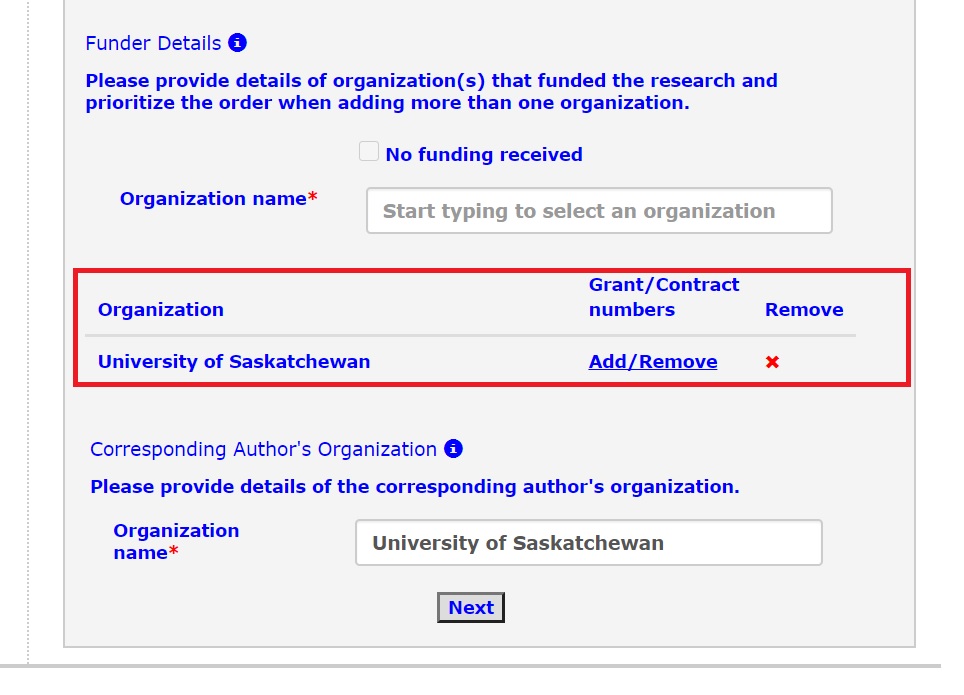 Funder Details
Please provide details of organization(s) that funded the research and
prioritize the order when adding more than one organization.
No funding received
Organization name*
Start typing to select an organization
Organization Grant/Contract numbers Remove
University of Saskatchewan Add/Remove ✖
Corresponding Author's Organization
Please provide details of the corresponding author's organization.
Organization
name*
University of Saskatchewan
Next